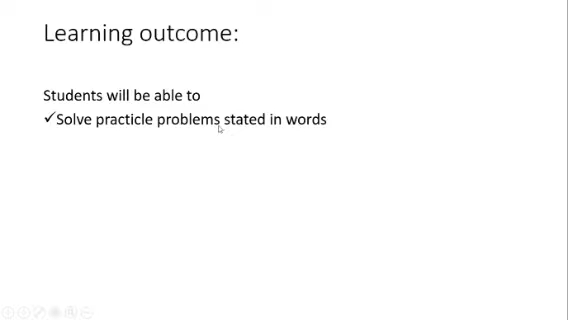 Learning outcome:
Students will be able to
✓Solve practicle problems stated in words